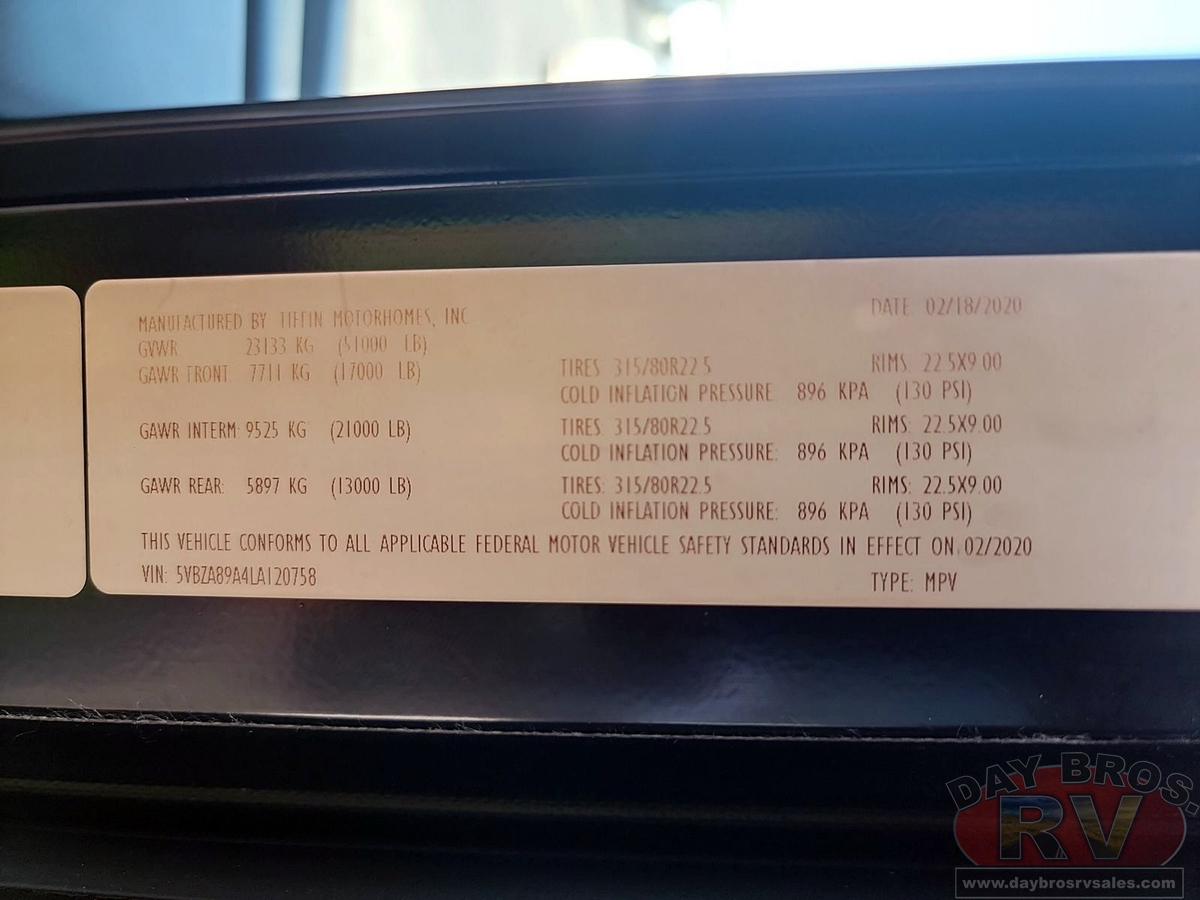 MANUFACTURED BY TIFFIN MOTORHOMES, INC
DATE: 02/18/2020
GVWR 23133 KG (51000 LB)
GAWR FRONT 7711 KG (17000 LB) TIRES 315/80R22.5 RIMS: 22.5X9.00
COLD INFLATION PRESSURE 896 KPA (130 PSI)
GAWR INTERM 9525 KG (21000 LB) TIRES 315/80R22.5 RIMS: 22.5X9.00
COLD INFLATION PRESSURE: 896 KPA (130 PSI)
GAWR REAR: 5897 KG (13000 LB) TIRES: 315/80R22.5 RIMS: 22.5X9.00
COLD INFLATION PRESSURE: 896 KPA (130 PSI)
THIS VEHICLE CONFORMS TO ALL APPLICABLE FEDERAL MOTOR VEHICLE SAFETY STANDARDS IN EFFECT ON 02/2020
VIN: 5VBZA89A4LA120758 TYPE: MPV
DAY BROS.
RV
www.daybrosrvsales.com